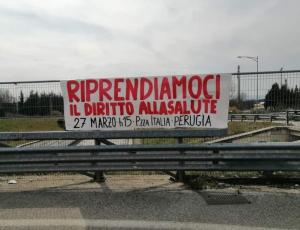 RIPRENDIAMOCI
IL DIRITTO ALLA SALUTE
27 MARZO h15 - P.zza ITALIA - PERUGIA